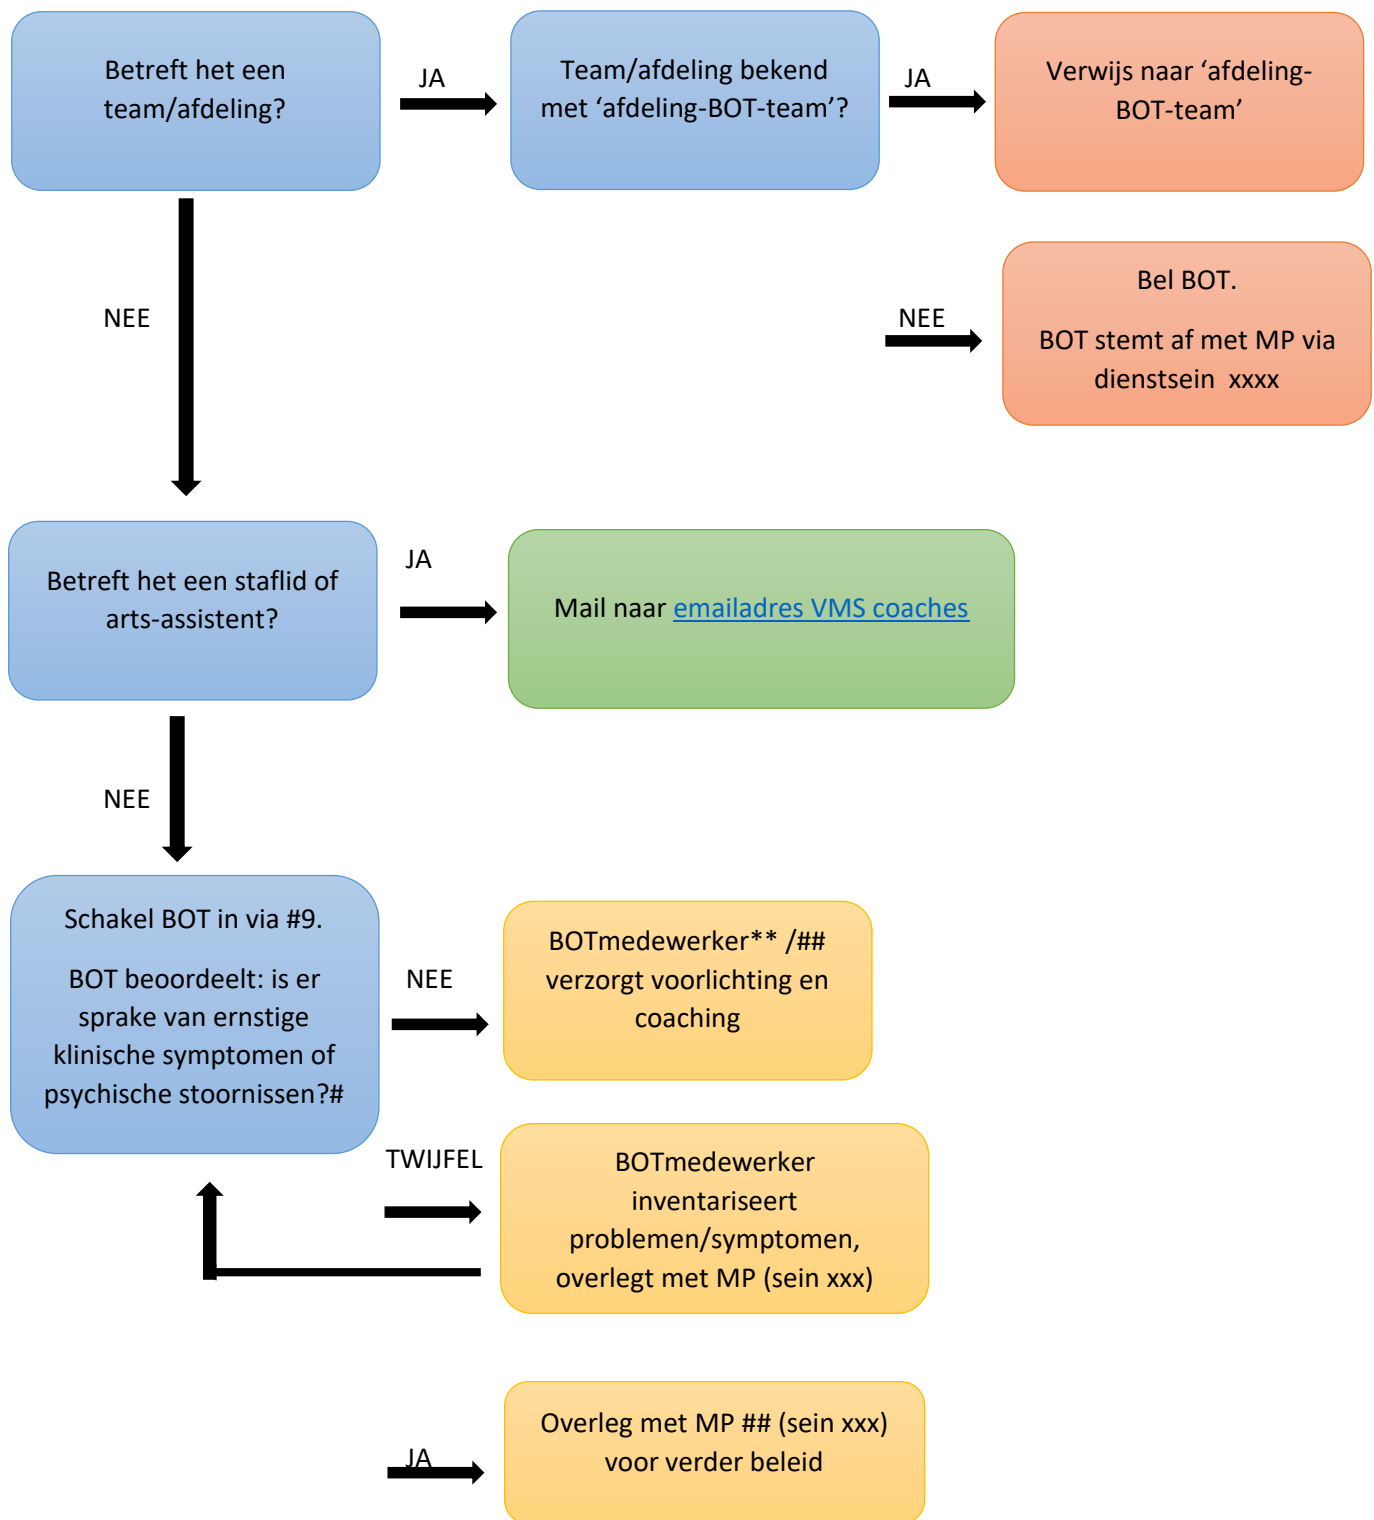 Betreft het een
team/afdeling?
JA
Team/afdeling bekend
met ‘afdeling-BOT-team’?
JA
Verwijs naar ‘afdeling-
BOT-team’
NEE
NEE
Bel BOT.
BOT stemt af met MP via
dienstsein  xxxx
Betreft het een staflid of
arts-assistent?
JA
Mail naar emailadres VMS coaches
NEE
Schakel BOT in via #9.
BOT beoordeelt: is er
sprake van ernstige
klinische symptomen of
psychische stoornissen?#
NEE
BOTmedewerker** /##
verzorgt voorlichting en
coaching
TWIJFEL
BOTmedewerker
inventariseert
problemen/symptomen,
overlegt met MP (sein xxx)
JA
Overleg met MP ## (sein xxx)
voor verder beleid